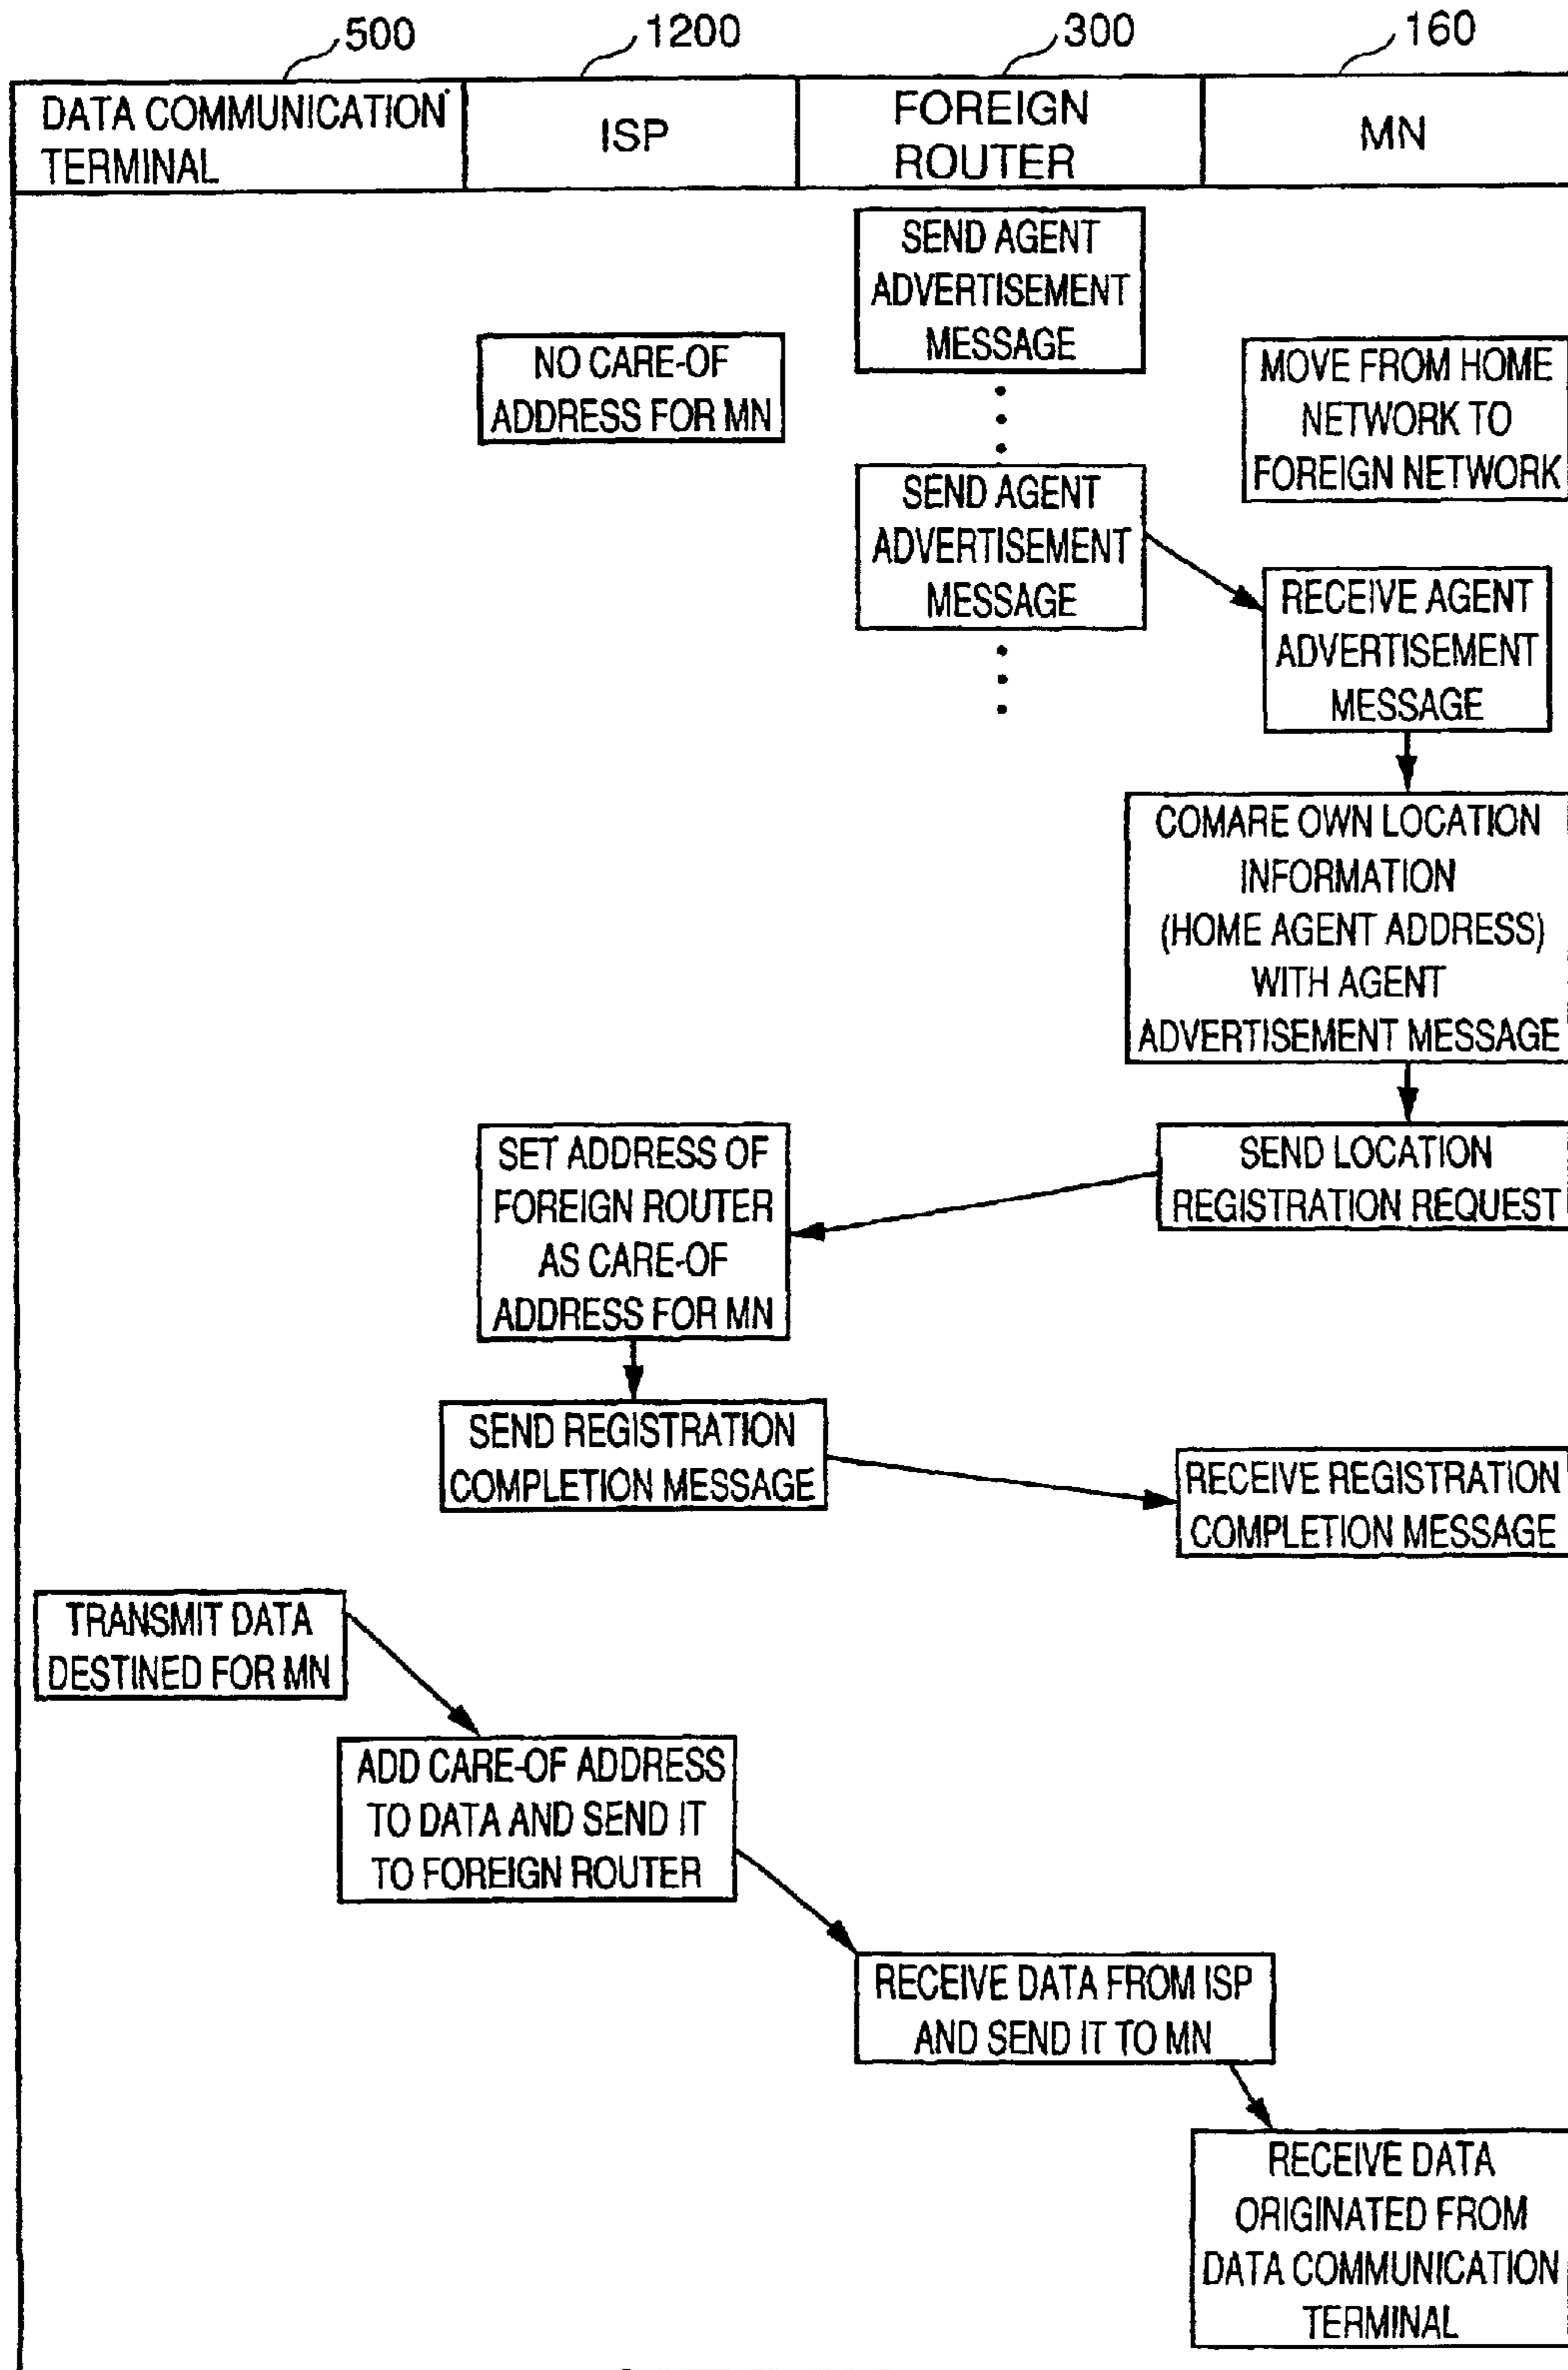 500
1200
300
160
DATA COMMUNICATION
TERMINAL
ISP
FOREIGN
ROUTER
MN
SEND AGENT
ADVERTISEMENT
MESSAGE
NO CARE-OF
ADDRESS FOR MN
MOVE FROM HOME
NETWORK TO
FOREIGN NETWORK
SEND AGENT
ADVERTISEMENT
MESSAGE
RECEIVE AGENT
ADVERTISEMENT
MESSAGE
COMARE OWN LOCATION
INFORMATION
(HOME AGENT ADDRESS)
WITH AGENT
ADVERTISEMENT MESSAGE
SEND LOCATION
REGISTRATION REQUEST
SET ADDRESS OF
FOREIGN ROUTER
AS CARE-OF
ADDRESS FOR MN
SEND REGISTRATION
COMPLETION MESSAGE
RECEIVE REGISTRATION
COMPLETION MESSAGE
TRANSMIT DATA
DESTINED FOR MN
ADD CARE-OF ADDRESS
TO DATA AND SEND IT
TO FOREIGN ROUTER
RECEIVE DATA FROM ISP
AND SEND IT TO MN
RECEIVE DATA
ORIGINATED FROM
DATA COMMUNICATION
TERMINAL